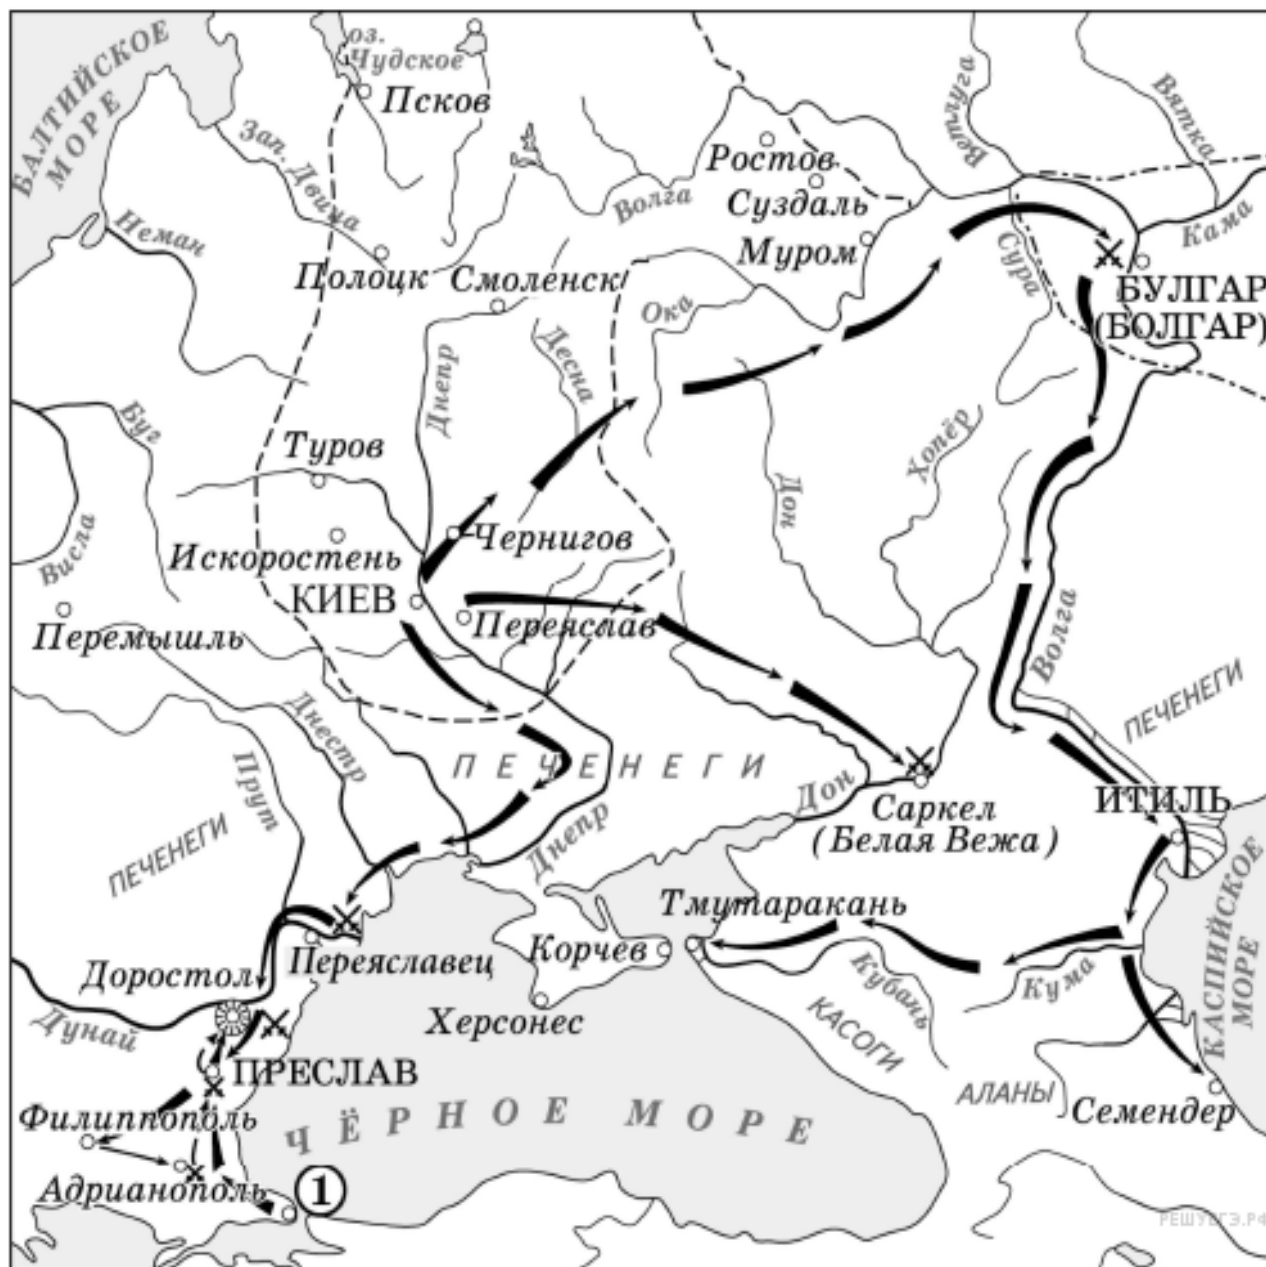 БАЛТИЙСКОЕ
МОРЕ
оз.
Чудское
Псков
Зап. Двина
Неман
Полоцк
Смоленск
Волга
Ростов
Суздаль
Муром
Ветлуга
Вятка
Кама
Сура
БУЛГАР
(БОЛГАР)
Ока
Десна
Днепр
Дон
Хопёр
Буг
Туров
Висла
Искоростень
Чернигов
КИЕВ
Переяслав
Перемышль
Волга
ПЕЧЕНЕГИ
Днестр
Прут
ПЕЧЕНЕГИ
ПЕЧЕНЕГИ
Днепр
Дон
Саркел
(Белая Вежа)
ИТИЛЬ
КАСПИЙСКОЕ
МОРЕ
Тмутаракань
Корчев
Переяславец
Доростол
Дунай
Херсонес
Кубань
Кума
КАСОГИ
АЛАНЫ
Семендер
ПРЕСЛАВ
Филиппополь
ЧЁРНОЕ МОРЕ
Адрианополь
1
РЕШУЕГЭ.РФ